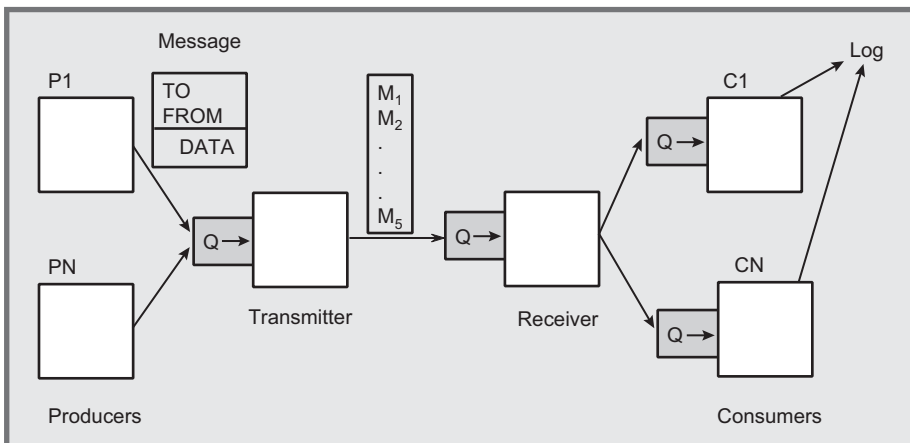 Message
P1
TO
FROM
DATA
M₁
M₂
.
.
.
M₅
C1
Log
Q
Q
Q
PN
Transmitter
Receiver
CN
Q
Producers
Consumers